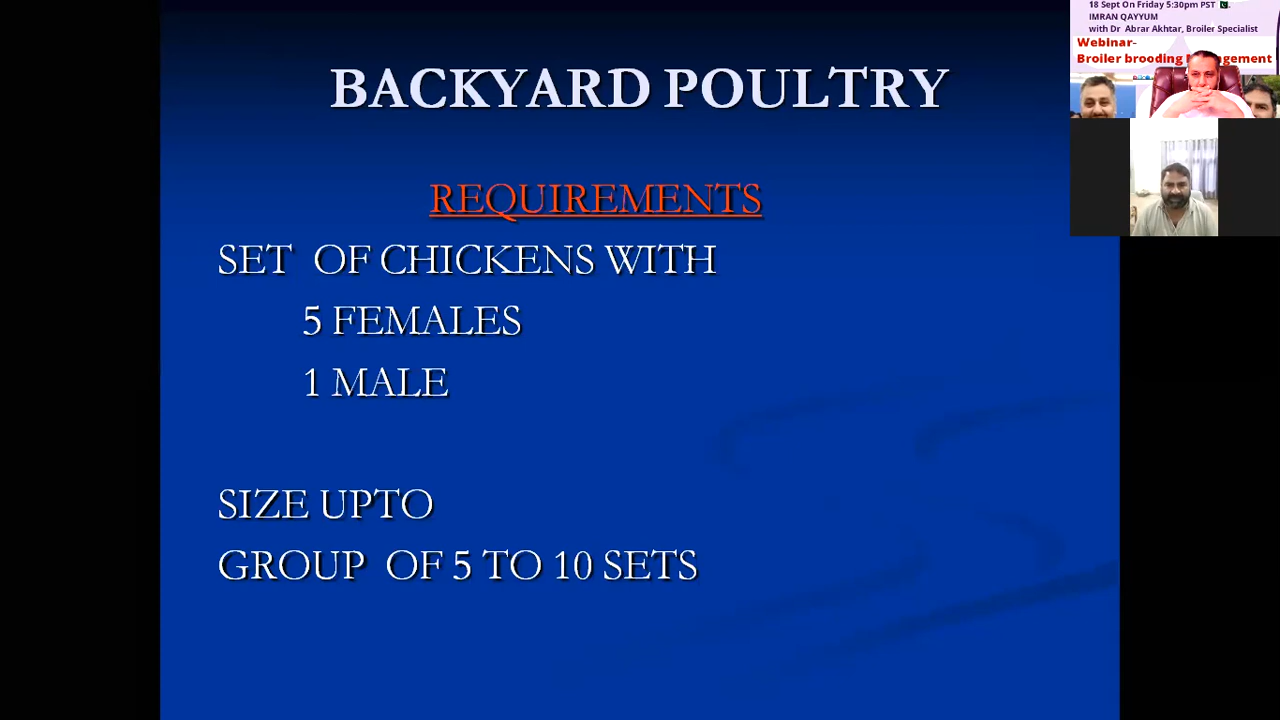 BACKYARD POULTRY
REQUIREMENTS
SET OF CHICKENS WITH
5 FEMALES
1 MALE
SIZE UPTO
GROUP OF 5 TO 10 SETS
18 Sept On Friday 5:30pm PST
IMRAN QAYYUM
with Dr Abrar Akhtar, Broiler Specialist
Webinar-
Broiler brooding